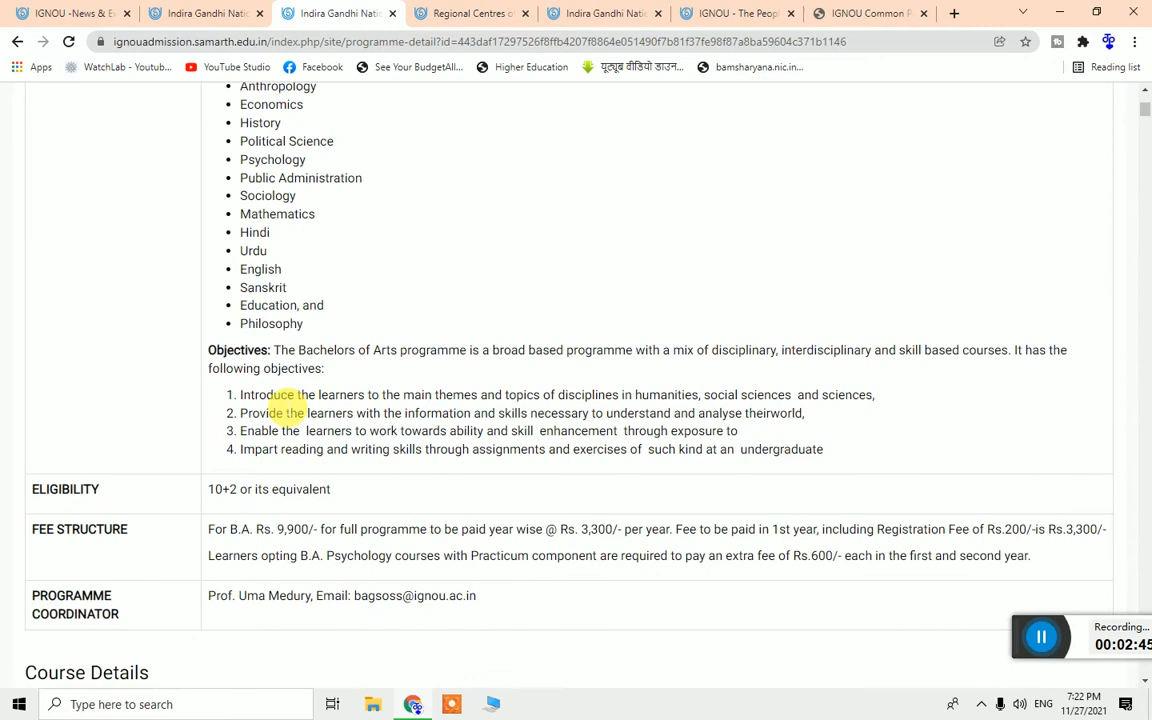 IGNOU -News & E
Indira Gandhi Natio
Indira Gandhi Natio
Regional Centres o
Indira Gandhi Natio
IGNOU - The Peop
IGNOU Common P
ignouadmission.samarth.edu.in/index.php/site/programme-detail?id=443daf17297526f8ffb4207f8864e051490f7b81f37fe98f87a8ba59604c371b1146
Apps
WatchLab - Youtub...
YouTube Studio
Facebook
See Your BudgetAll...
Higher Education
यूट्यूब वीडियो डाउन...
bamsharyana.nic.in...
Reading list
• Anthropology
• Economics
• History
• Political Science
• Psychology
• Public Administration
• Sociology
• Mathematics
• Hindi
• Urdu
• English
• Sanskrit
• Education, and
• Philosophy
Objectives: The Bachelors of Arts programme is a broad based programme with a mix of disciplinary, interdisciplinary and skill based courses. It has the
following objectives:
1. Introduce the learners to the main themes and topics of disciplines in humanities, social sciences and sciences,
2. Provide the learners with the information and skills necessary to understand and analyse theirworld,
3. Enable the learners to work towards ability and skill enhancement through exposure to
4. Impart reading and writing skills through assignments and exercises of such kind at an undergraduate
ELIGIBILITY
10+2 or its equivalent
FEE STRUCTURE
For B.A. Rs. 9,900/- for full programme to be paid year wise @ Rs. 3,300/- per year. Fee to be paid in 1st year, including Registration Fee of Rs.200/-is Rs.3,300/-
Learners opting B.A. Psychology courses with Practicum component are required to pay an extra fee of Rs.600/- each in the first and second year.
PROGRAMME
COORDINATOR
Prof. Uma Medury, Email: bagsoss@ignou.ac.in
Recording...
00:02:45
Course Details
Type here to search
ENG
7:22 PM
11/27/2021